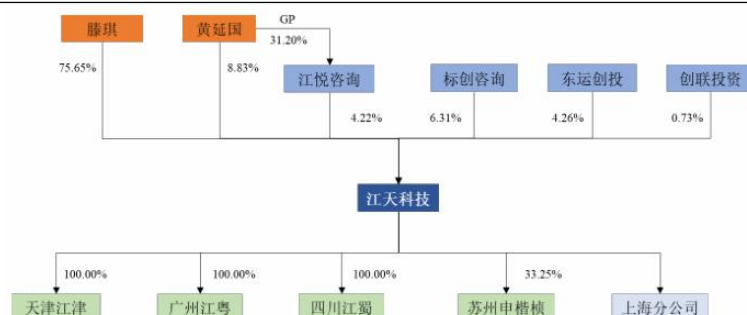 滕琪
黄延国
GP
31.20%
75.65%
8.83%
江悦咨询
标创咨询
东运创投
创联投资
4.22%
6.31%
4.26%
0.73%
江天科技
100.00%
100.00%
100.00%
33.25%
天津江津
广州江粤
四川江蜀
苏州申楷桢
上海分公司